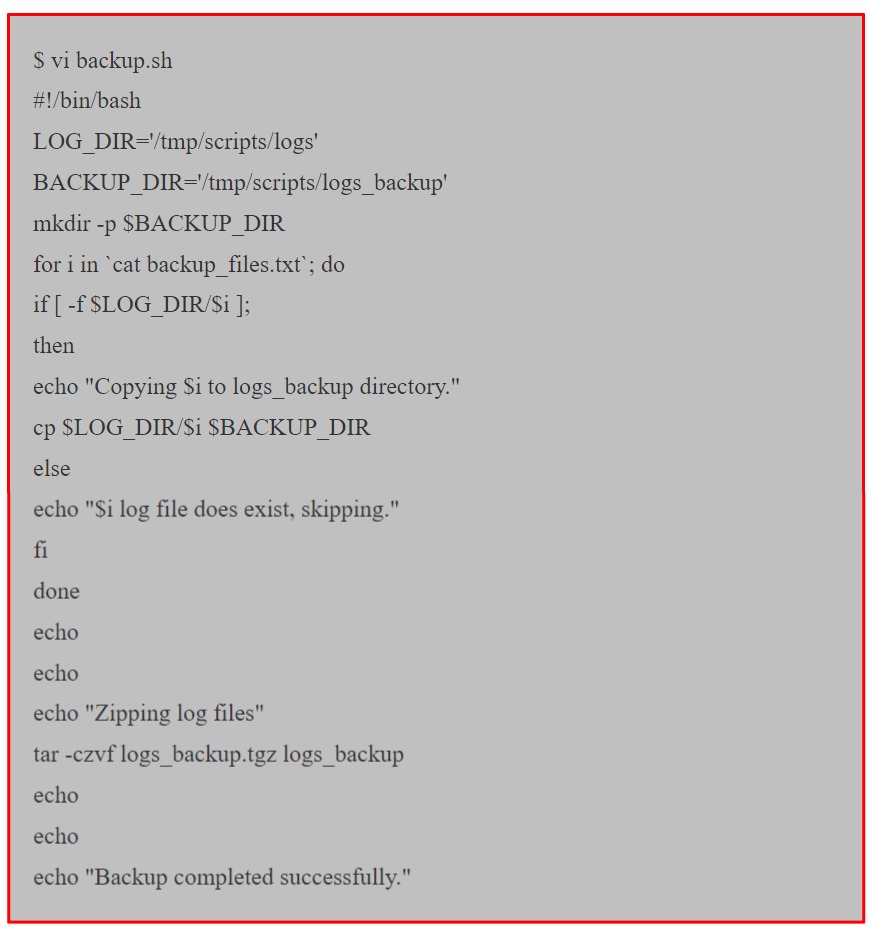 $ vi backup.sh
#!/bin/bash
LOG_DIR='/tmp/scripts/logs'
BACKUP_DIR='/tmp/scripts/logs_backup'
mkdir -p $BACKUP_DIR
for i in `cat backup_files.txt`; do
if [ -f $LOG_DIR/$i ];
then
echo "Copying $i to logs_backup directory."
cp $LOG_DIR/$i $BACKUP_DIR
else
echo "$i log file does exist, skipping."
fi
done
echo
echo
echo "Zipping log files"
tar -czvf logs_backup.tgz logs_backup
echo
echo
echo "Backup completed successfully."